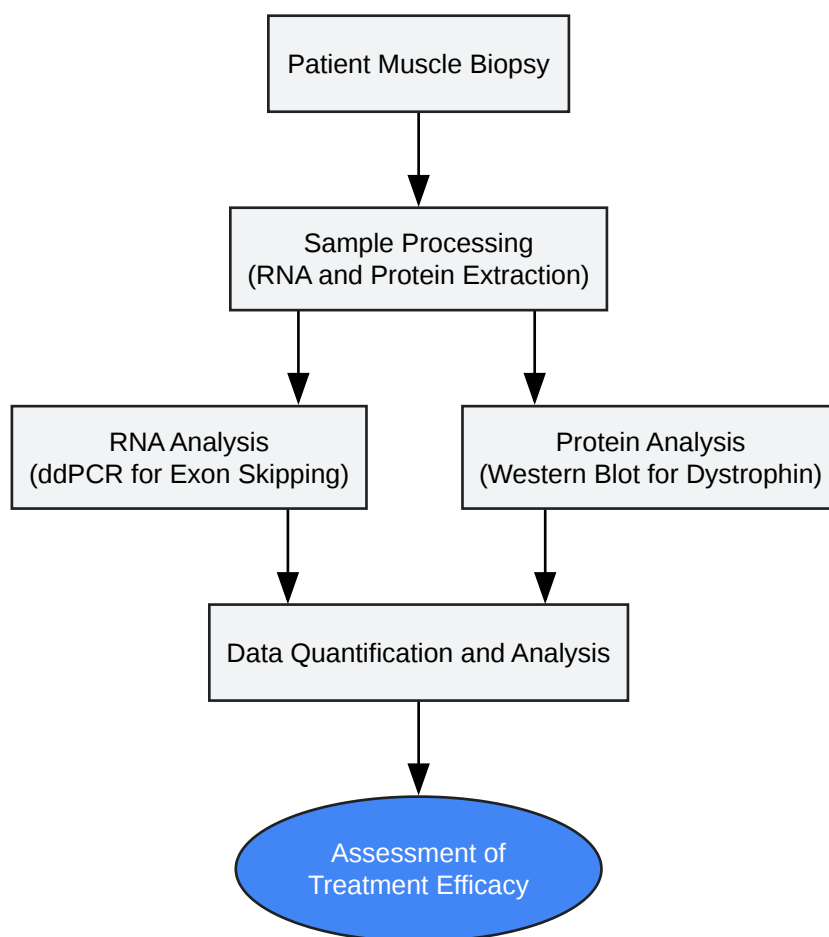 Patient Muscle Biopsy
Sample Processing
(RNA and Protein Extraction)
RNA Analysis
(ddPCR for Exon Skipping)
Protein Analysis
(Western Blot for Dystrophin)
Data Quantification and Analysis
Assessment of
Treatment Efficacy